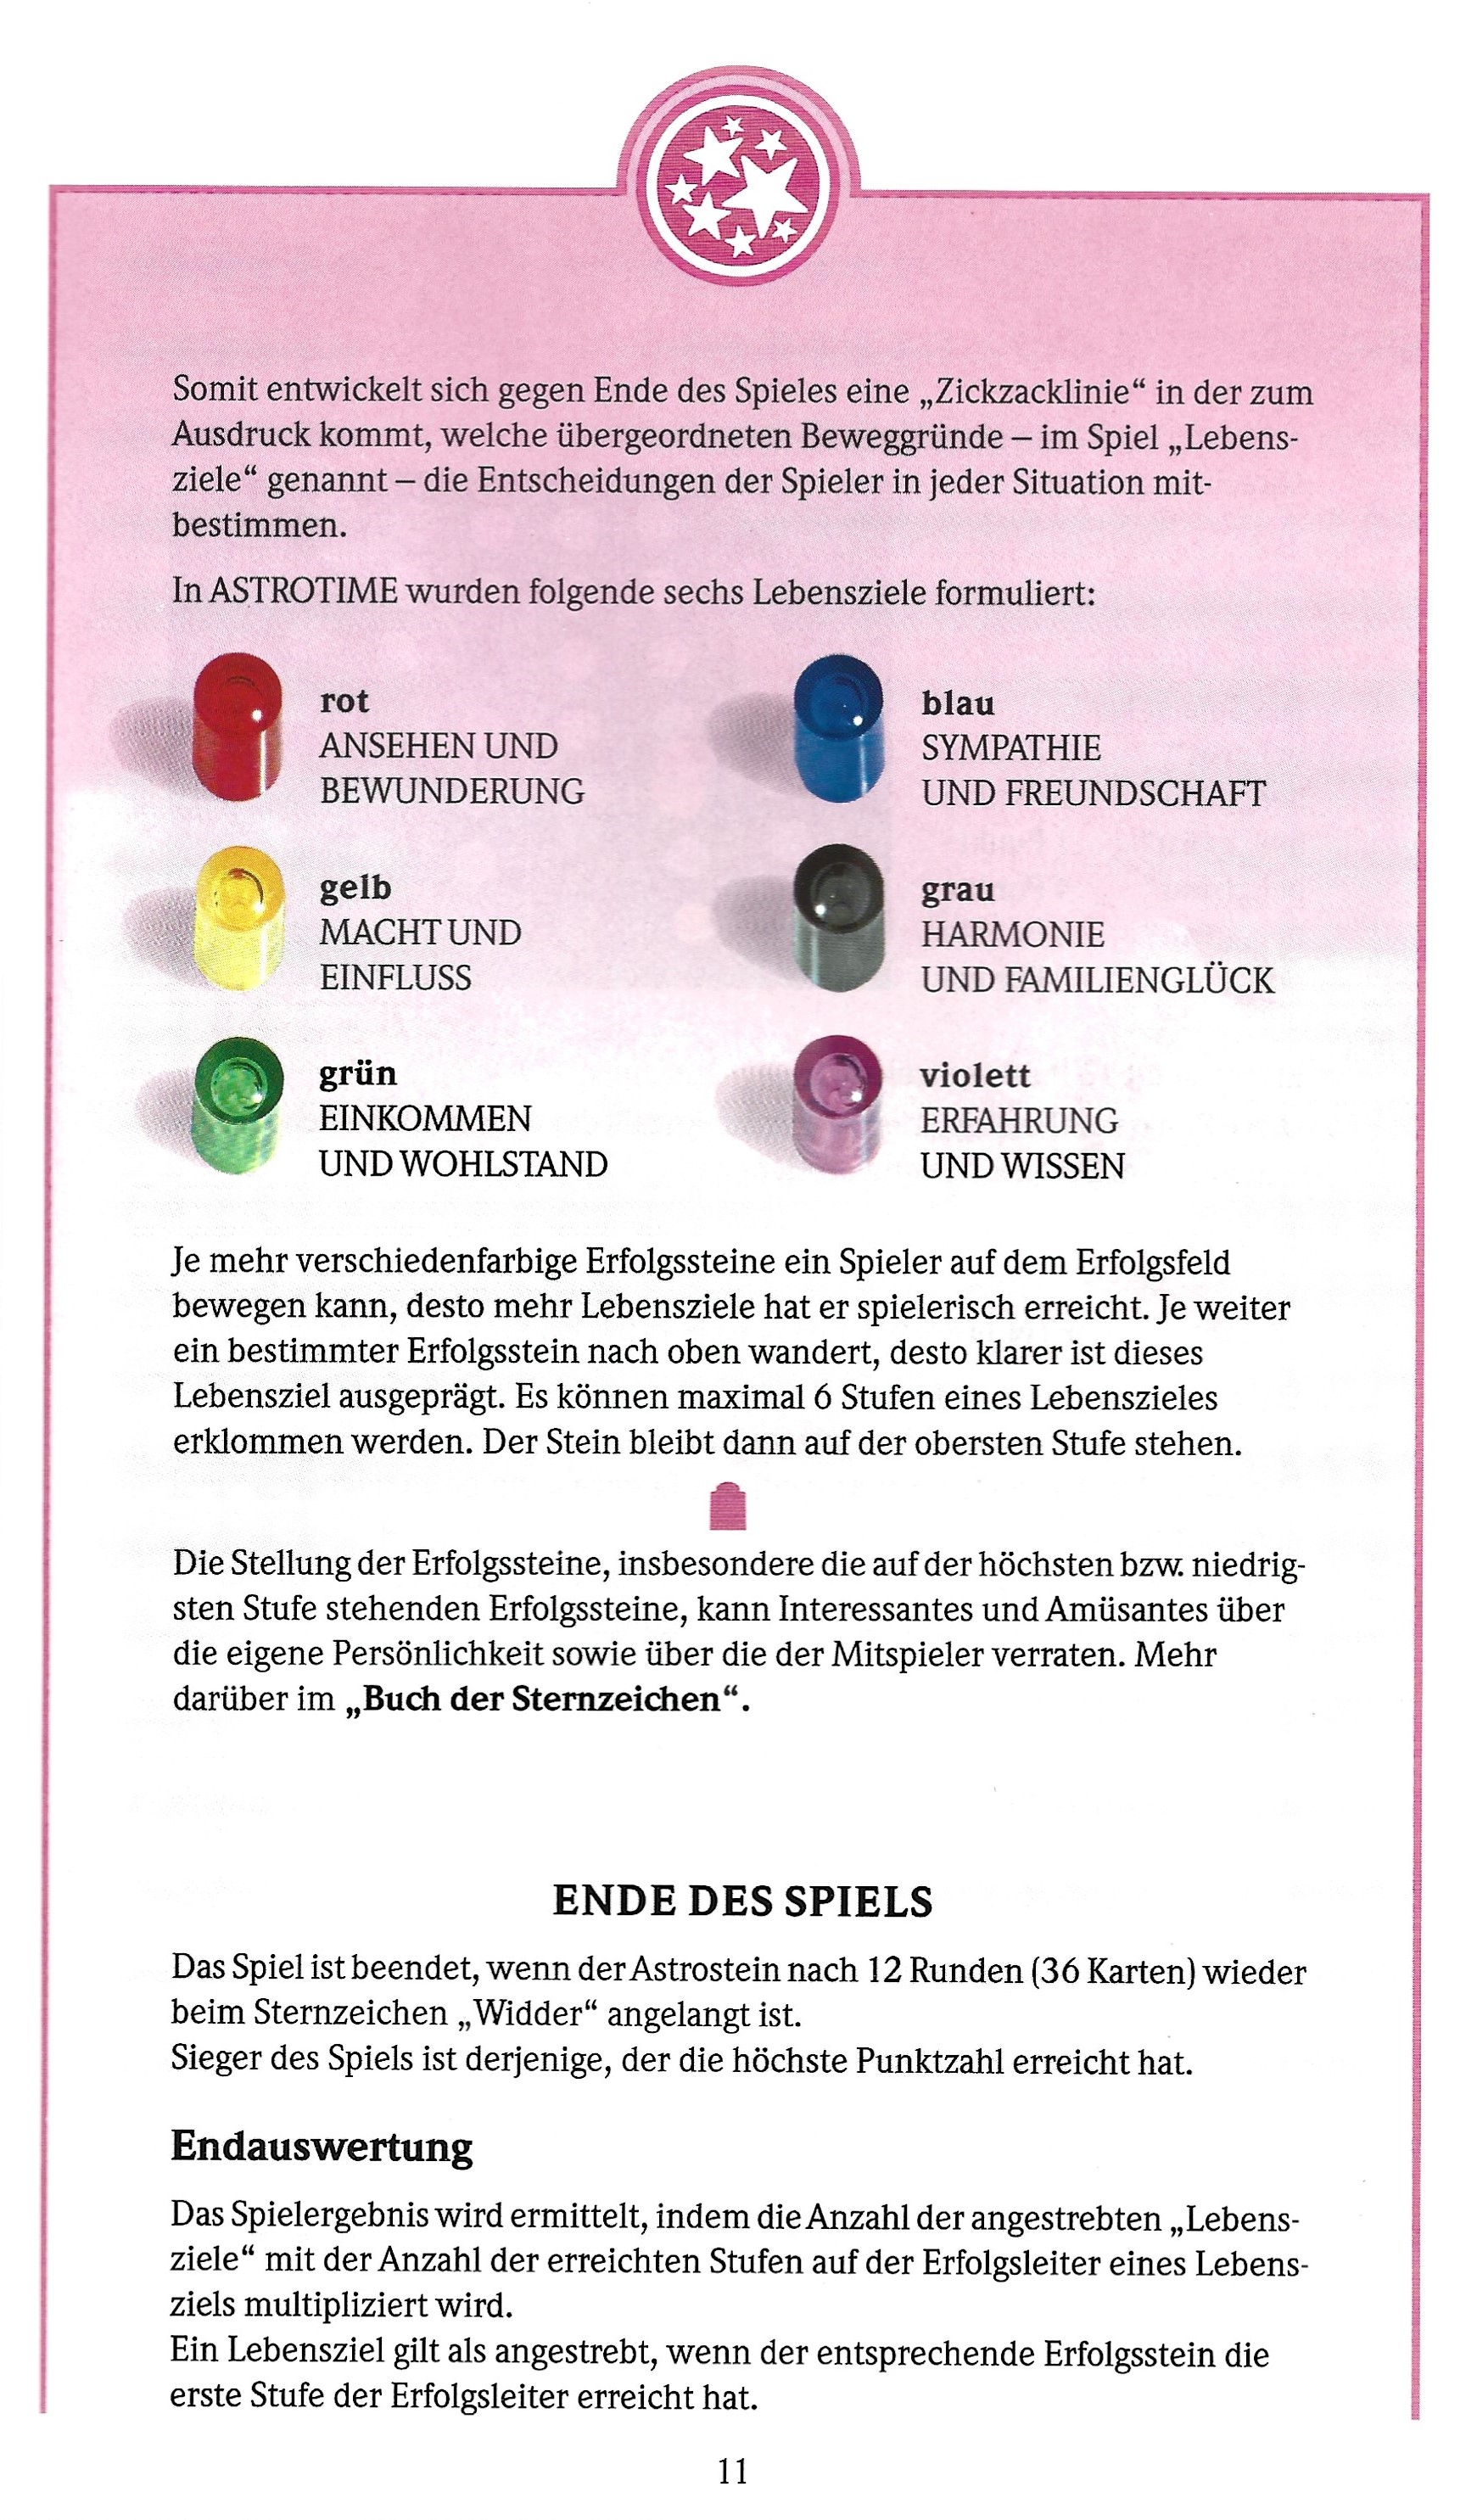 Somit entwickelt sich gegen Ende des Spieles eine „Zickzacklinie“ in der zum
Ausdruck kommt, welche übergeordneten Beweggründe – im Spiel „Lebens-
ziele“ genannt – die Entscheidungen der Spieler in jeder Situation mit-
bestimmen.
In ASTROTIME wurden folgende sechs Lebensziele formuliert:
rot
ANSEHEN UND
BEWUNDERUNG
blau
SYMPATHIE
UND FREUNDSCHAFT
gelb
MACHT UND
EINFLUSS
grau
HARMONIE
UND FAMILIENGLÜCK
grün
EINKOMMEN
UND WOHLSTAND
violett
ERFAHRUNG
UND WISSEN
Je mehr verschiedenfarbige Erfolgssteine ein Spieler auf dem Erfolgsfeld
bewegen kann, desto mehr Lebensziele hat er spielerisch erreicht. Je weiter
ein bestimmter Erfolgsstein nach oben wandert, desto klarer ist dieses
Lebensziel ausgeprägt. Es können maximal 6 Stufen eines Lebenszieles
erklommen werden. Der Stein bleibt dann auf der obersten Stufe stehen.
Die Stellung der Erfolgssteine, insbesondere die auf der höchsten bzw. niedrig-
sten Stufe stehenden Erfolgssteine, kann Interessantes und Amüsantes über
die eigene Persönlichkeit sowie über die der Mitspieler verraten. Mehr
darüber im „Buch der Sternzeichen“.
ENDE DES SPIELS
Das Spiel ist beendet, wenn der Astrostein nach 12 Runden (36 Karten) wieder
beim Sternzeichen „Widder“ angelangt ist.
Sieger des Spiels ist derjenige, der die höchste Punktzahl erreicht hat.
Endauswertung
Das Spielergebnis wird ermittelt, indem die Anzahl der angestrebten „Lebens-
ziele“ mit der Anzahl der erreichten Stufen auf der Erfolgsleiter eines Lebens-
ziels multipliziert wird.
Ein Lebensziel gilt als angestrebt, wenn der entsprechende Erfolgsstein die
erste Stufe der Erfolgsleiter erreicht hat.
11